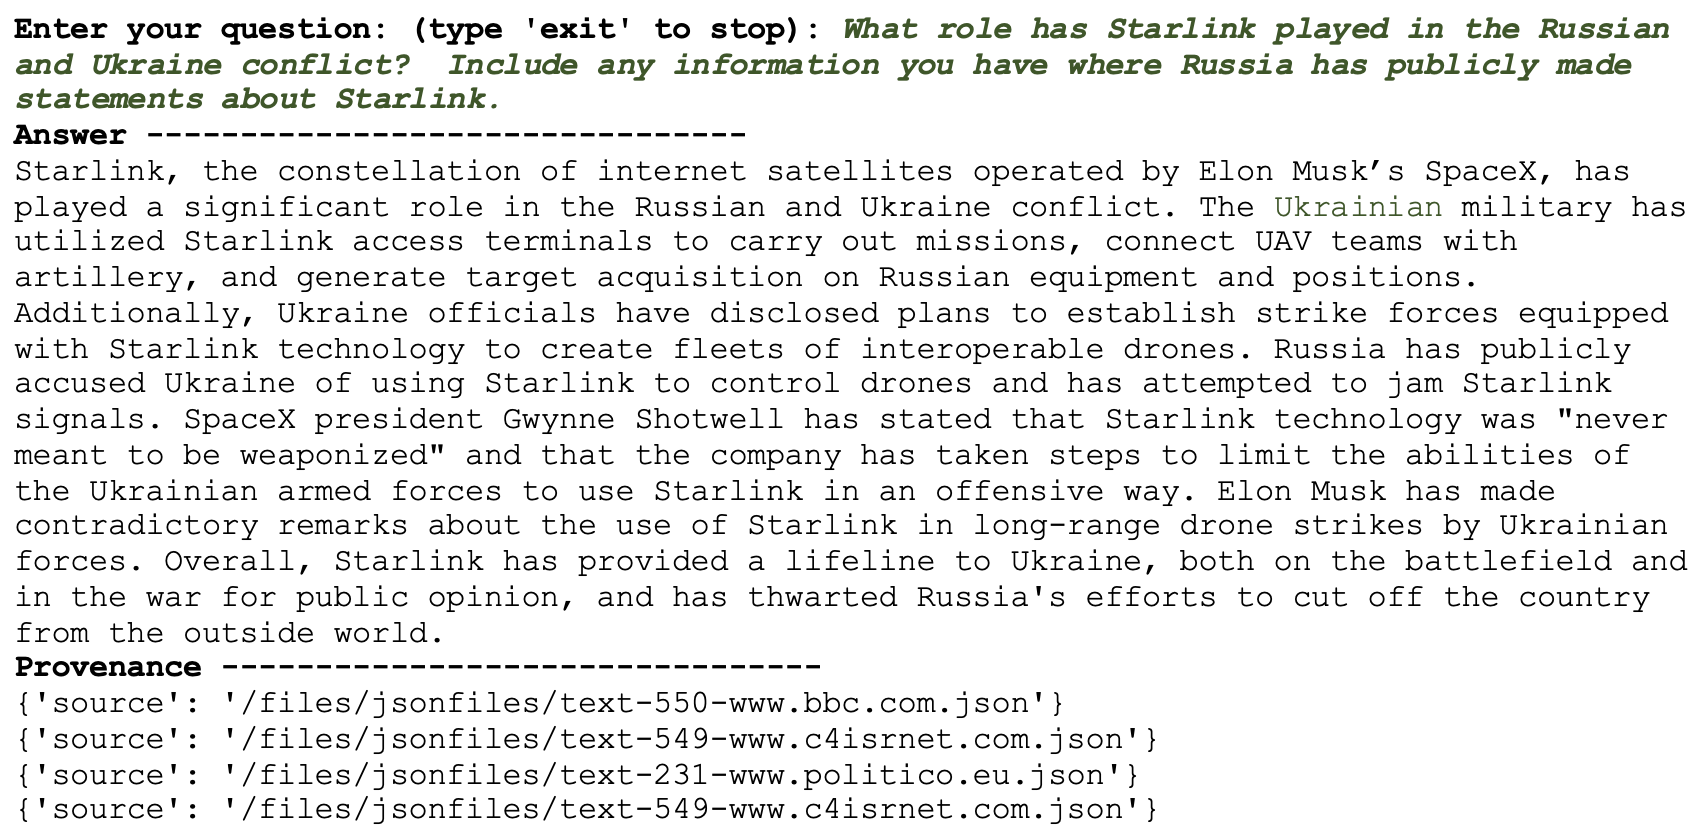 Enter your question: (type 'exit' to stop): What role has Starlink played in the Russian
and Ukraine conflict?  Include any information you have where Russia has publicly made
statements about Starlink.
Answer --------------------------------
Starlink, the constellation of internet satellites operated by Elon Musk’s SpaceX, has
played a significant role in the Russian and Ukraine conflict. The Ukrainian military has
utilized Starlink access terminals to carry out missions, connect UAV teams with
artillery, and generate target acquisition on Russian equipment and positions.
Additionally, Ukraine officials have disclosed plans to establish strike forces equipped
with Starlink technology to create fleets of interoperable drones. Russia has publicly
accused Ukraine of using Starlink to control drones and has attempted to jam Starlink
signals. SpaceX president Gwynne Shotwell has stated that Starlink technology was "never
meant to be weaponized" and that the company has taken steps to limit the abilities of
the Ukrainian armed forces to use Starlink in an offensive way. Elon Musk has made
contradictory remarks about the use of Starlink in long-range drone strikes by Ukrainian
forces. Overall, Starlink has provided a lifeline to Ukraine, both on the battlefield and
in the war for public opinion, and has thwarted Russia's efforts to cut off the country
from the outside world.
Provenance --------------------------------
{'source': '/files/jsonfiles/text-550-www.bbc.com.json'}
{'source': '/files/jsonfiles/text-549-www.c4isrnet.com.json'}
{'source': '/files/jsonfiles/text-231-www.politico.eu.json'}
{'source': '/files/jsonfiles/text-549-www.c4isrnet.com.json'}